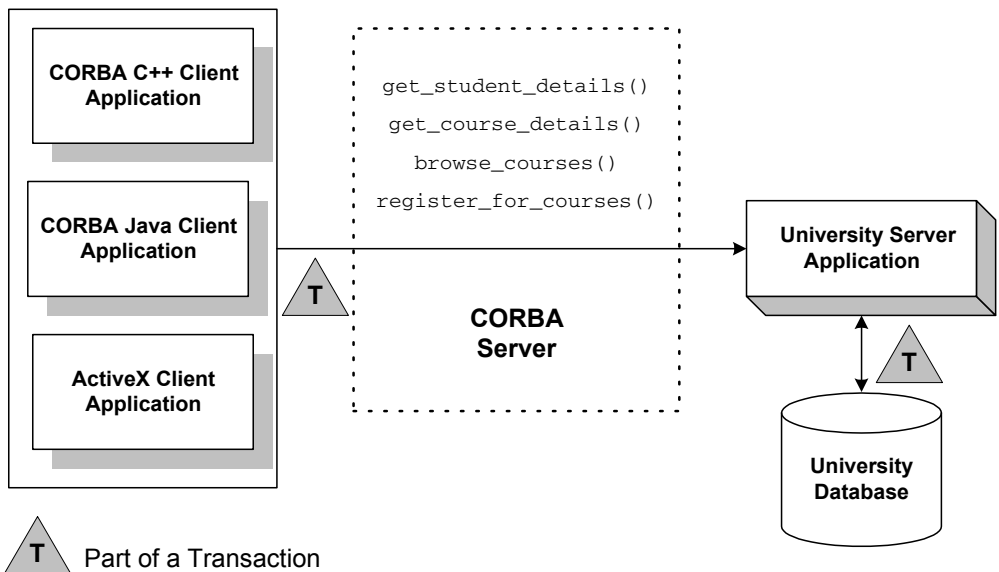 CORBA C++ Client
Application
CORBA Java Client
Application
ActiveX Client
Application
T
get_student_details()
get_course_details()
browse_courses()
register_for_courses()
CORBA
Server
University Server
Application
T
University
Database
T
Part of a Transaction